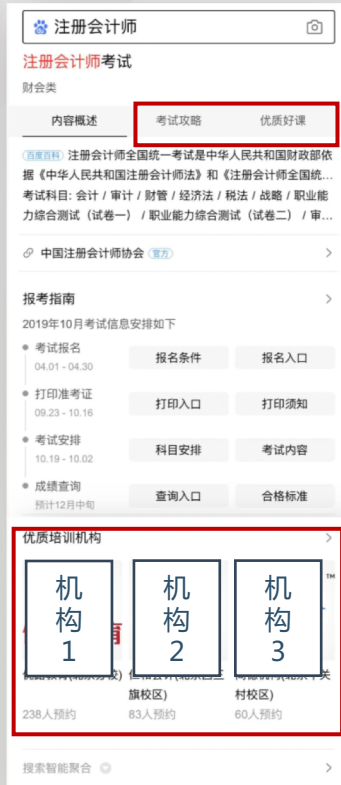 注册会计师
注册会计师考试
财会类
内容概述 考试攻略 优质好课
百度百科 注册会计师全国统一考试是中华人民共和国财政部依
据《中华人民共和国注册会计师法》和《注册会计师全国统...
考试科目: 会计 / 审计 / 财管 / 经济法 / 税法 / 战略 / 职业能
力综合测试（试卷一） / 职业能力综合测试（试卷二） / 审...
中国注册会计师协会 官方
报考指南
2019年10月考试信息安排如下
考试报名
04.01 - 04.30
报名条件 报名入口
打印准考证
09.23 - 10.16
打印入口 打印须知
考试安排
10.19 - 10.02
科目安排 考试内容
成绩查询
预计12月中旬
查询入口 合格标准
优质培训机构
机构1
机构2
机构3
TM
旗校区)
村校区)
238人预约 83人预约 60人预约
搜索智能聚合